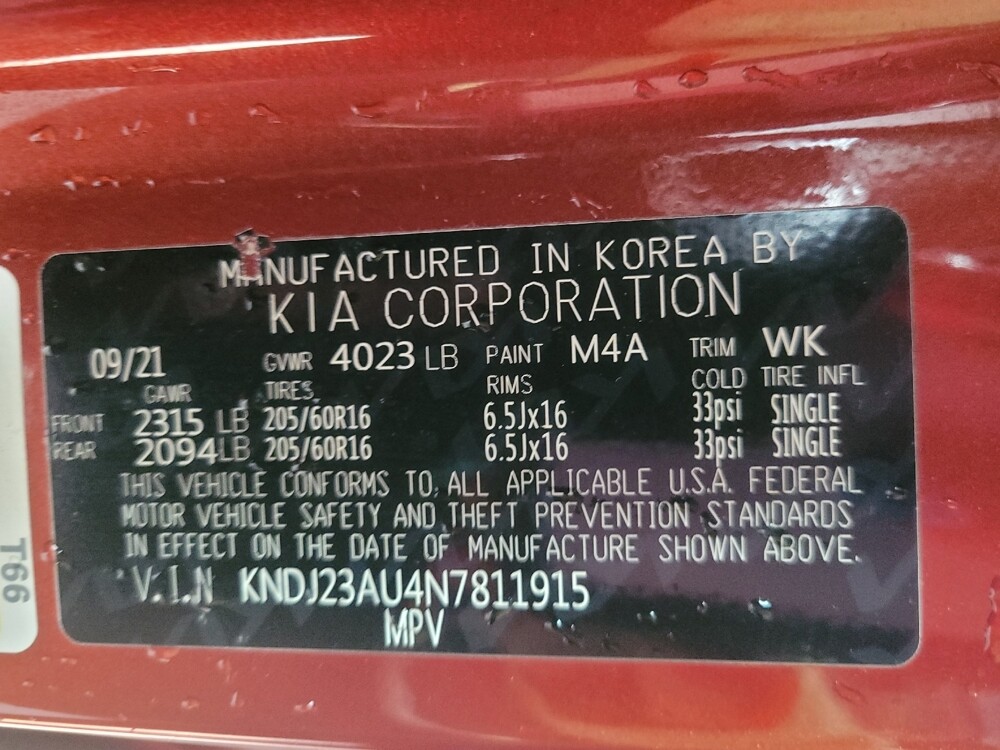 MANUFACTURED IN KOREA BY
KIA CORPORATION
09/21 GVWR 4023 LB PAINT M4A TRIM WK
GAWR TIRES RIMS COLD TIRE INFL
FRONT 2315 LB 205/60R16 6.5Jx16 33psi SINGLE
REAR 2094 LB 205/60R16 6.5Jx16 33psi SINGLE
THIS VEHICLE CONFORMS TO ALL APPLICABLE U.S.A. FEDERAL
MOTOR VEHICLE SAFETY AND THEFT PREVENTION STANDARDS
IN EFFECT ON THE DATE OF MANUFACTURE SHOWN ABOVE.
V.I.N KNDJ23AU4N7811915
MPV
T66